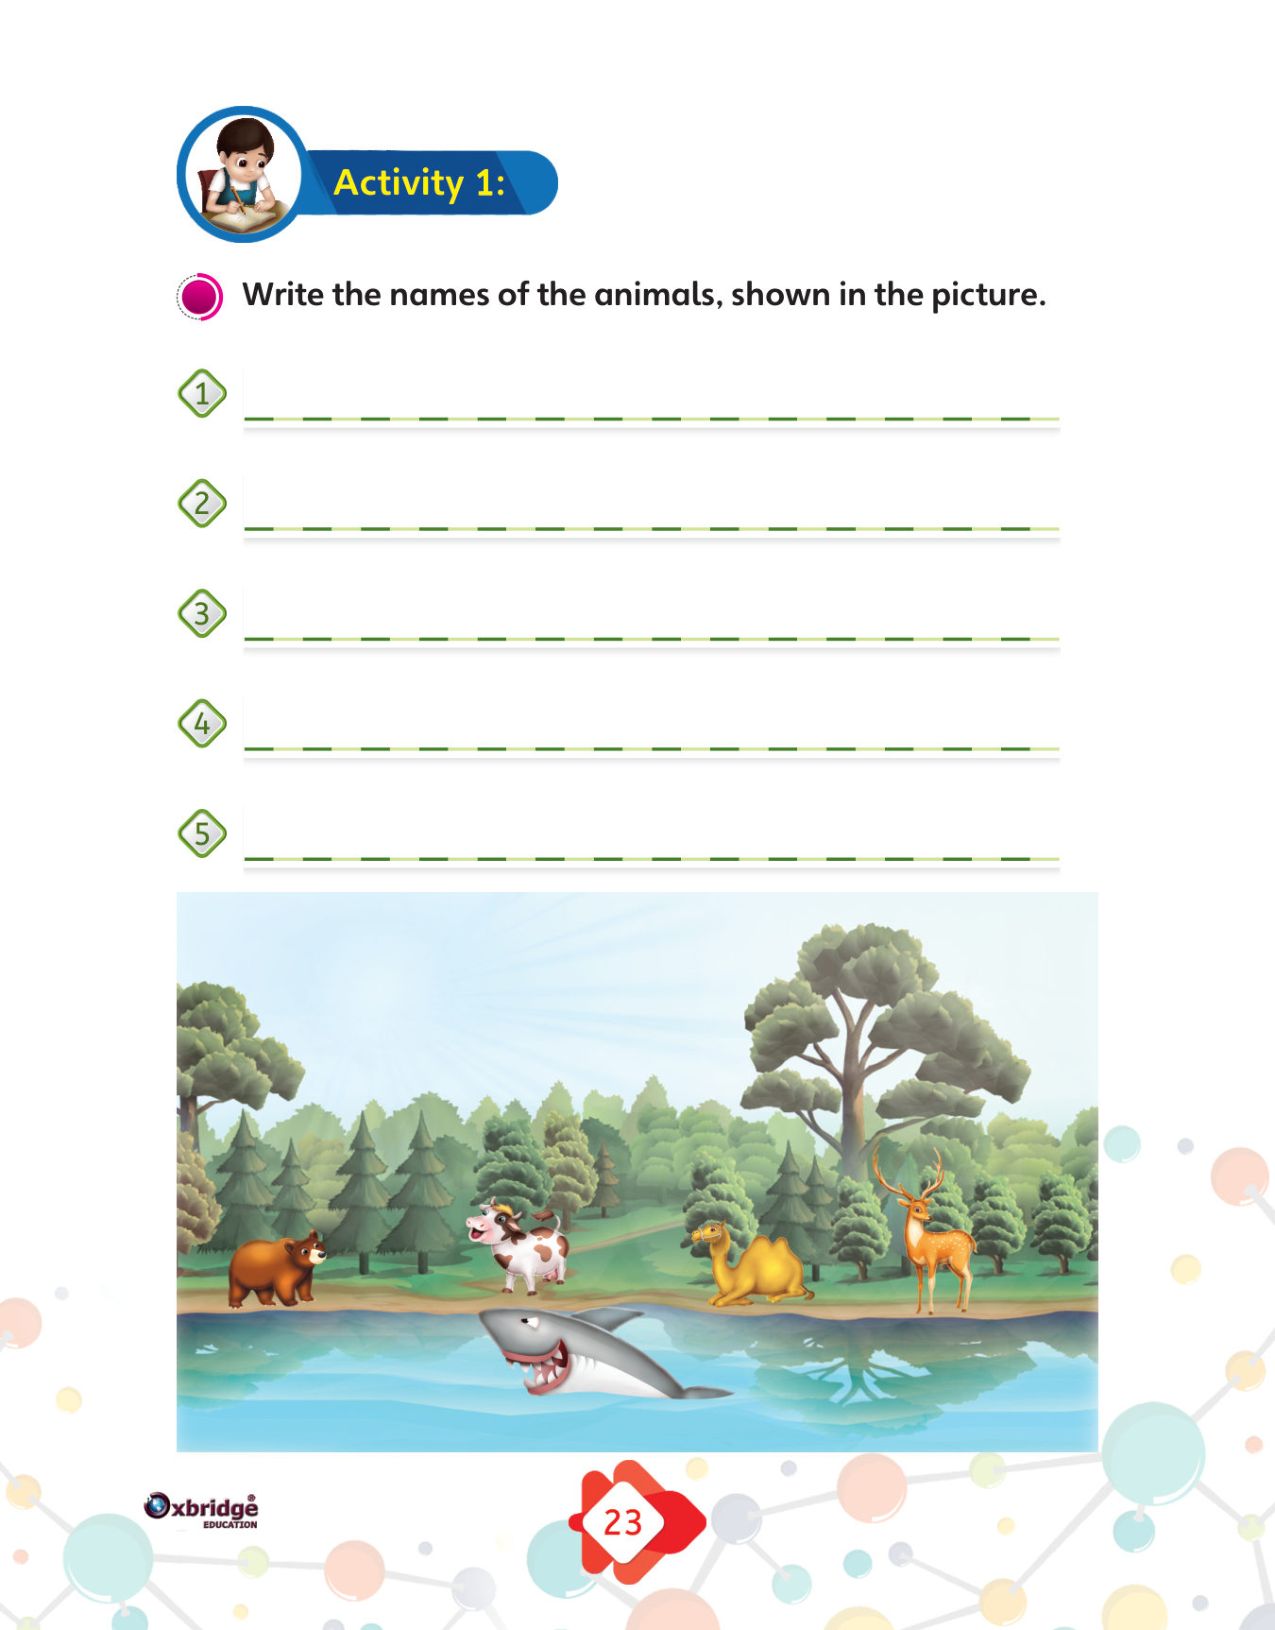 Activity 1:
Write the names of the animals, shown in the picture.
1
2
3
4
5
Oxbridge®
EDUCATION
23